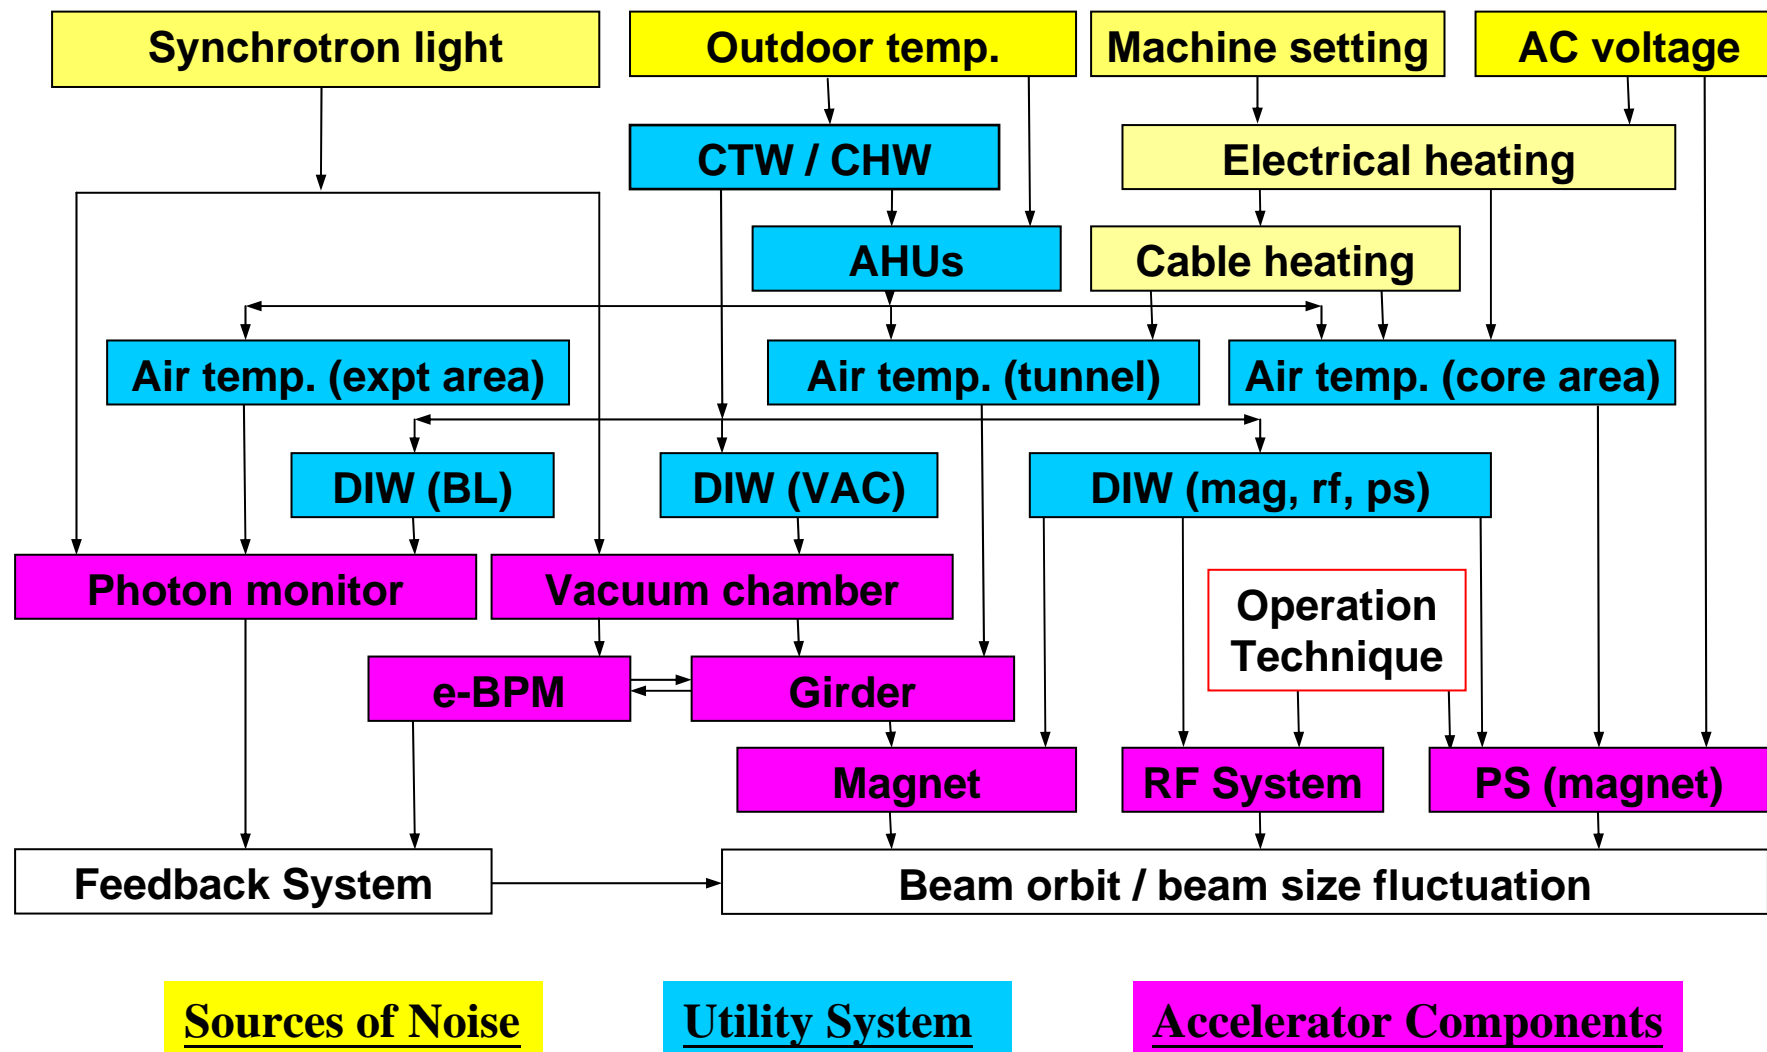 Synchrotron light
Outdoor temp.
Machine setting
AC voltage
CTW / CHW
Electrical heating
AHUs
Cable heating
Air temp. (expt area)
Air temp. (tunnel)
Air temp. (core area)
DIW (BL)
DIW (VAC)
DIW (mag, rf, ps)
Photon monitor
Vacuum chamber
Operation
Technique
e-BPM
Girder
Magnet
RF System
PS (magnet)
Feedback System
Beam orbit / beam size fluctuation
Sources of Noise
Utility System
Accelerator Components